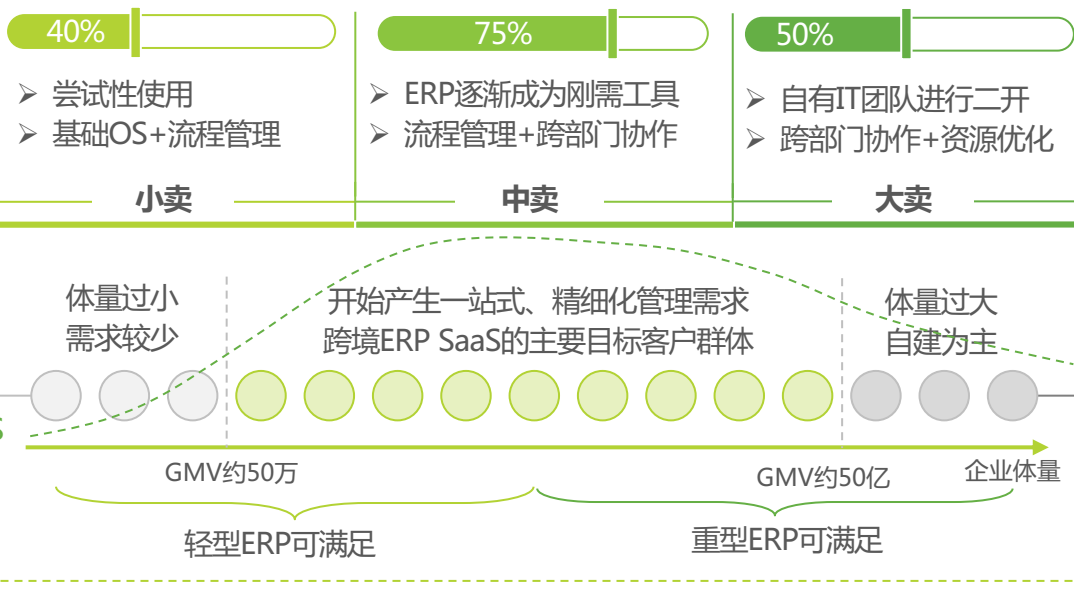 40%
75%
50%
➢ 尝试性使用
➢ 基础OS+流程管理
➢ ERP逐渐成为刚需工具
➢ 流程管理+跨部门协作
➢ 自有IT团队进行二开
➢ 跨部门协作+资源优化
小卖
中卖
大卖
体量过小
需求较少
开始产生一站式、精细化管理需求
跨境ERP SaaS的主要目标客户群体
体量过大
自建为主
S
GMV约50万
GMV约50亿
企业体量
轻型ERP可满足
重型ERP可满足